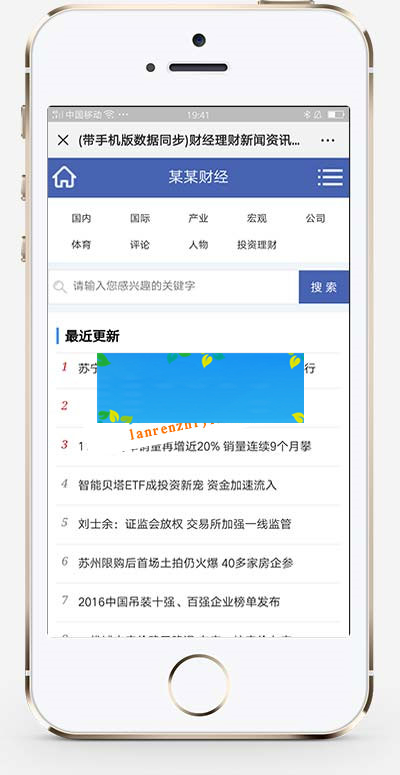 中国移动 19:41
(带手机版数据同步)财经理财新闻资讯...
某某财经
国内 国际 产业 宏观 公司
体育 评论 人物 投资理财
请输入您感兴趣的关键字 搜 索
最近更新
1 苏宁 行
2
3 1 销量再增近20% 销量连续9个月攀
4 智能贝塔ETF成投资新宠 资金加速流入
5 刘士余：证监会放权 交易所加强一线监管
6 苏州限购后首场土拍仍火爆 40多家房企参
7 2016中国吊装十强、百强企业榜单发布
8